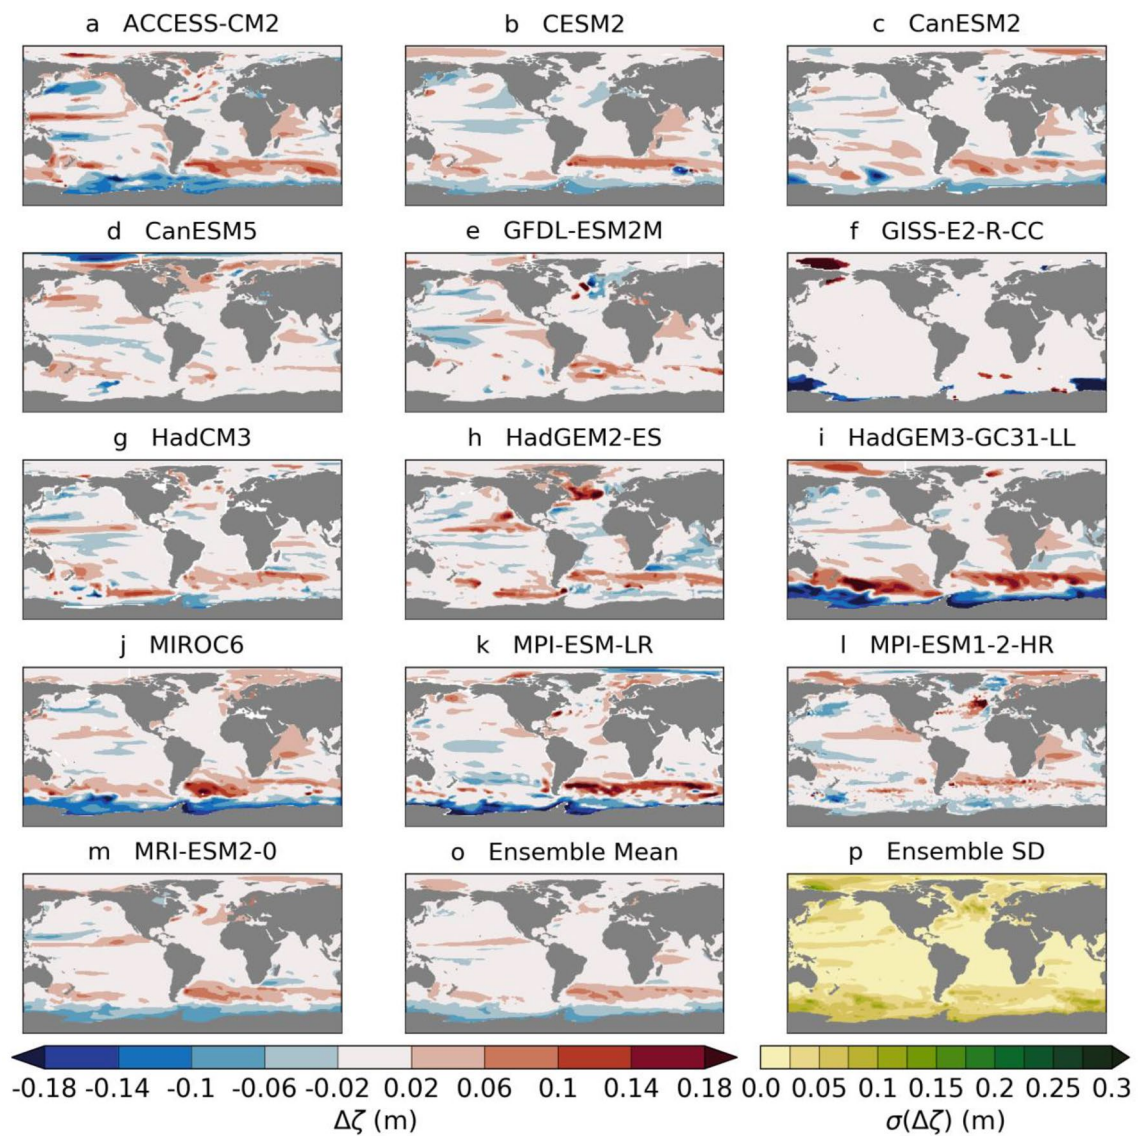 a ACCESS-CM2
b CESM2
c CanESM2
d CanESM5
e GFDL-ESM2M
f GISS-E2-R-CC
g HadCM3
h HadGEM2-ES
i HadGEM3-GC31-LL
j MIROC6
k MPI-ESM-LR
l MPI-ESM1-2-HR
m MRI-ESM2-0
o Ensemble Mean
p Ensemble SD
-0.18 -0.14 -0.1 -0.06 -0.02 0.02 0.06 0.1 0.14 0.18
Δζ (m)
0.0 0.05 0.1 0.15 0.2 0.25 0.3
σ(Δζ) (m)